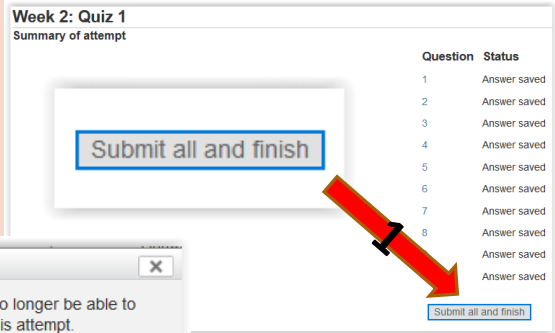 Week 2: Quiz 1
Summary of attempt
Question Status
1 Answer saved
2 Answer saved
3 Answer saved
4 Answer saved
5 Answer saved
6 Answer saved
7 Answer saved
8 Answer saved
Answer saved
Answer saved
Submit all and finish
1
Submit all and finish
longer be able to
is attempt.